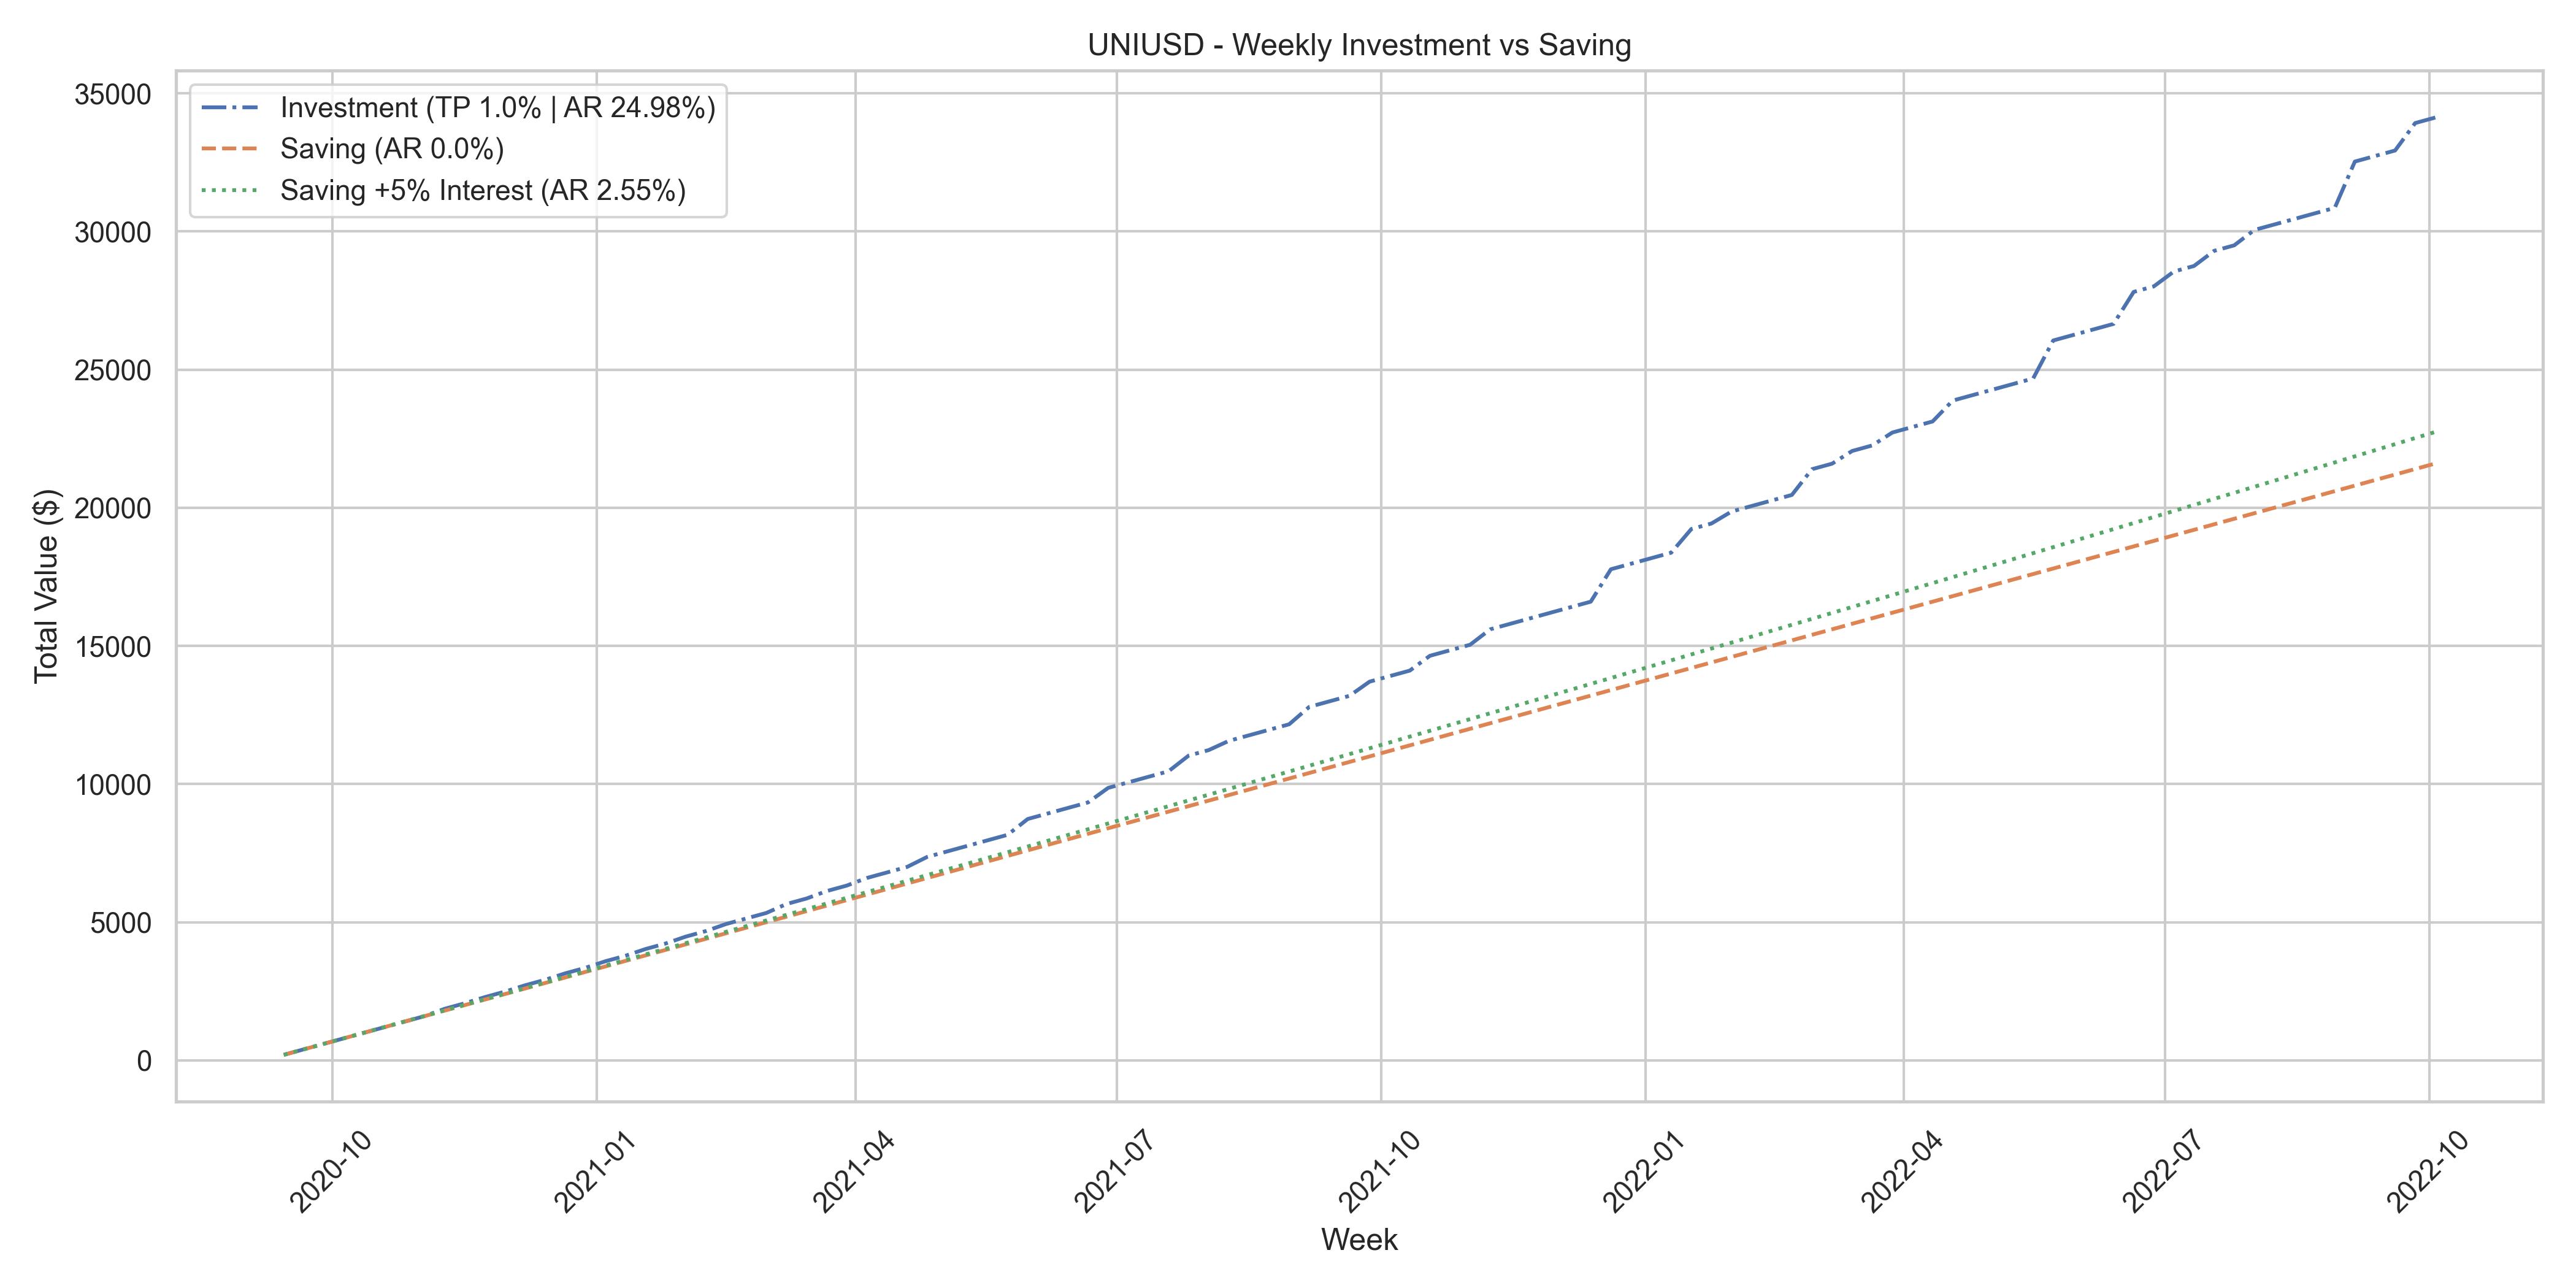 UNIUSD - Weekly Investment vs Saving
Investment (TP 1.0% | AR 24.98%)
Saving (AR 0.0%)
Saving +5% Interest (AR 2.55%)
Total Value ($)
35000
30000
25000
20000
15000
10000
5000
0
2020-10
2021-01
2021-04
2021-07
2021-10
2022-01
2022-04
2022-07
2022-10
Week